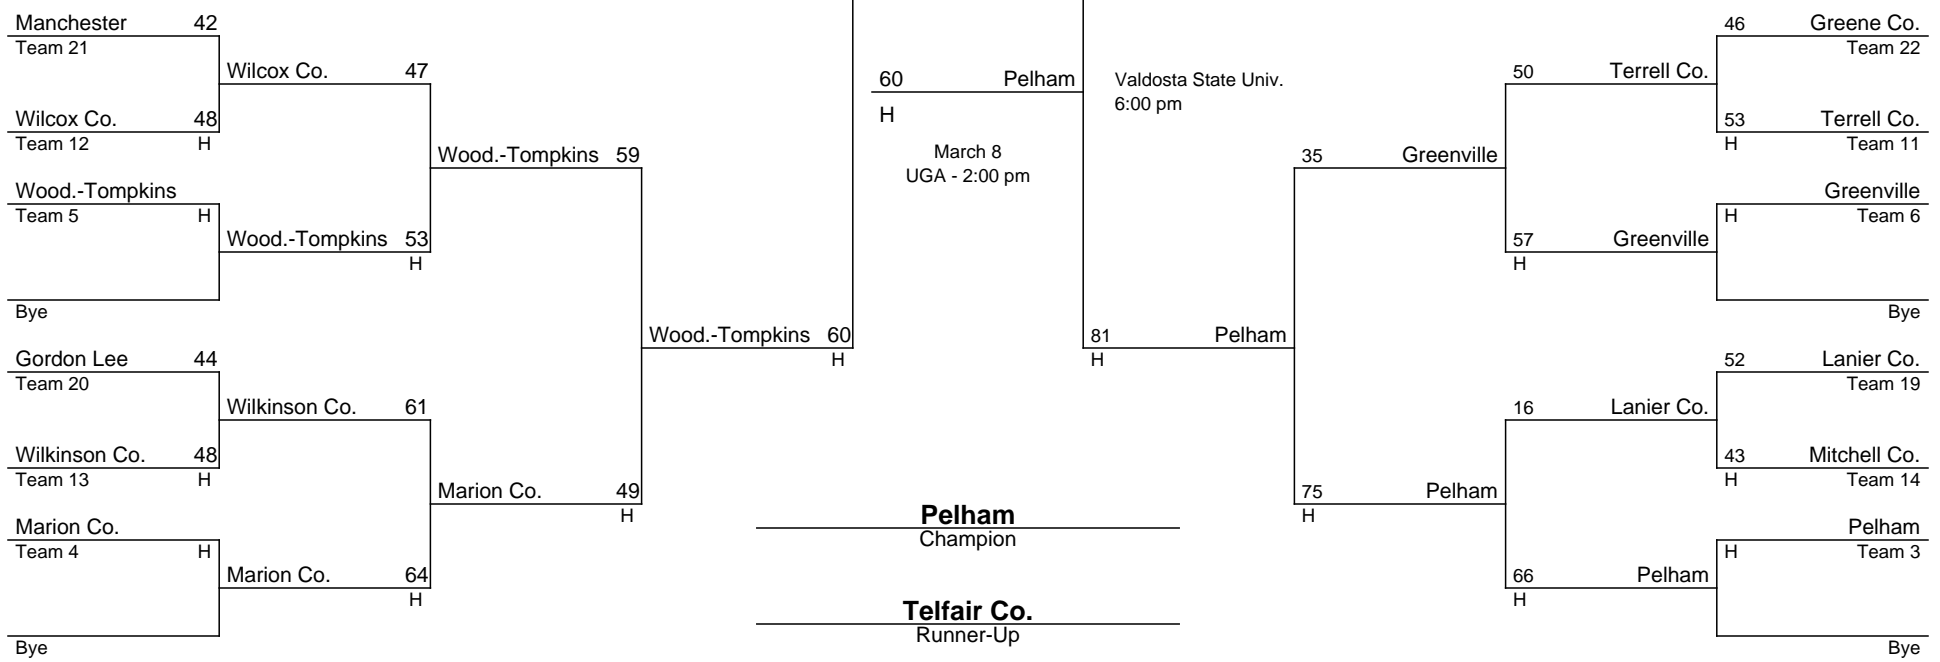 Manchester 42
Team 21
Wilcox Co. 47
Wilcox Co. 48
Team 12 H
Wood.-Tompkins 59
Wood.-Tompkins
Team 5 H
Wood.-Tompkins 53
H
Bye
Wood.-Tompkins 60
H
Gordon Lee 44
Team 20
Wilkinson Co. 61
Wilkinson Co. 48
Team 13 H
Marion Co. 49
H
Marion Co.
Team 4 H
Marion Co. 64
H
Bye
60 Pelham
H
March 8
UGA - 2:00 pm
Valdosta State Univ.
6:00 pm
Pelham
Champion
Telfair Co.
Runner-Up
46 Greene Co.
Team 22
50 Terrell Co.
53 Terrell Co.
H Team 11
35 Greenville
Greenville
H Team 6
57 Greenville
H
Bye
81 Pelham
H
52 Lanier Co.
Team 19
16 Lanier Co.
43 Mitchell Co.
H Team 14
75 Pelham
H
Pelham
H Team 3
66 Pelham
H
Bye